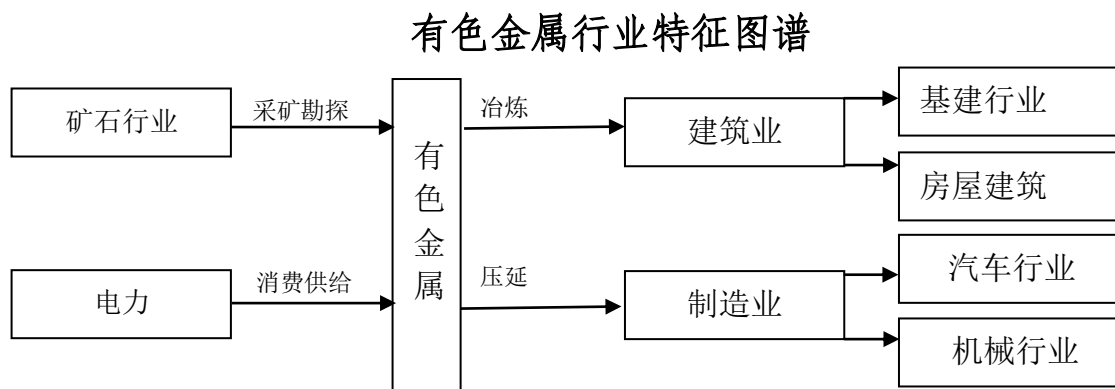 有色金属行业特征图谱
矿石行业
采矿勘探
有色金属
冶炼
建筑业
基建行业
房屋建筑
电力
消费供给
压延
制造业
汽车行业
机械行业